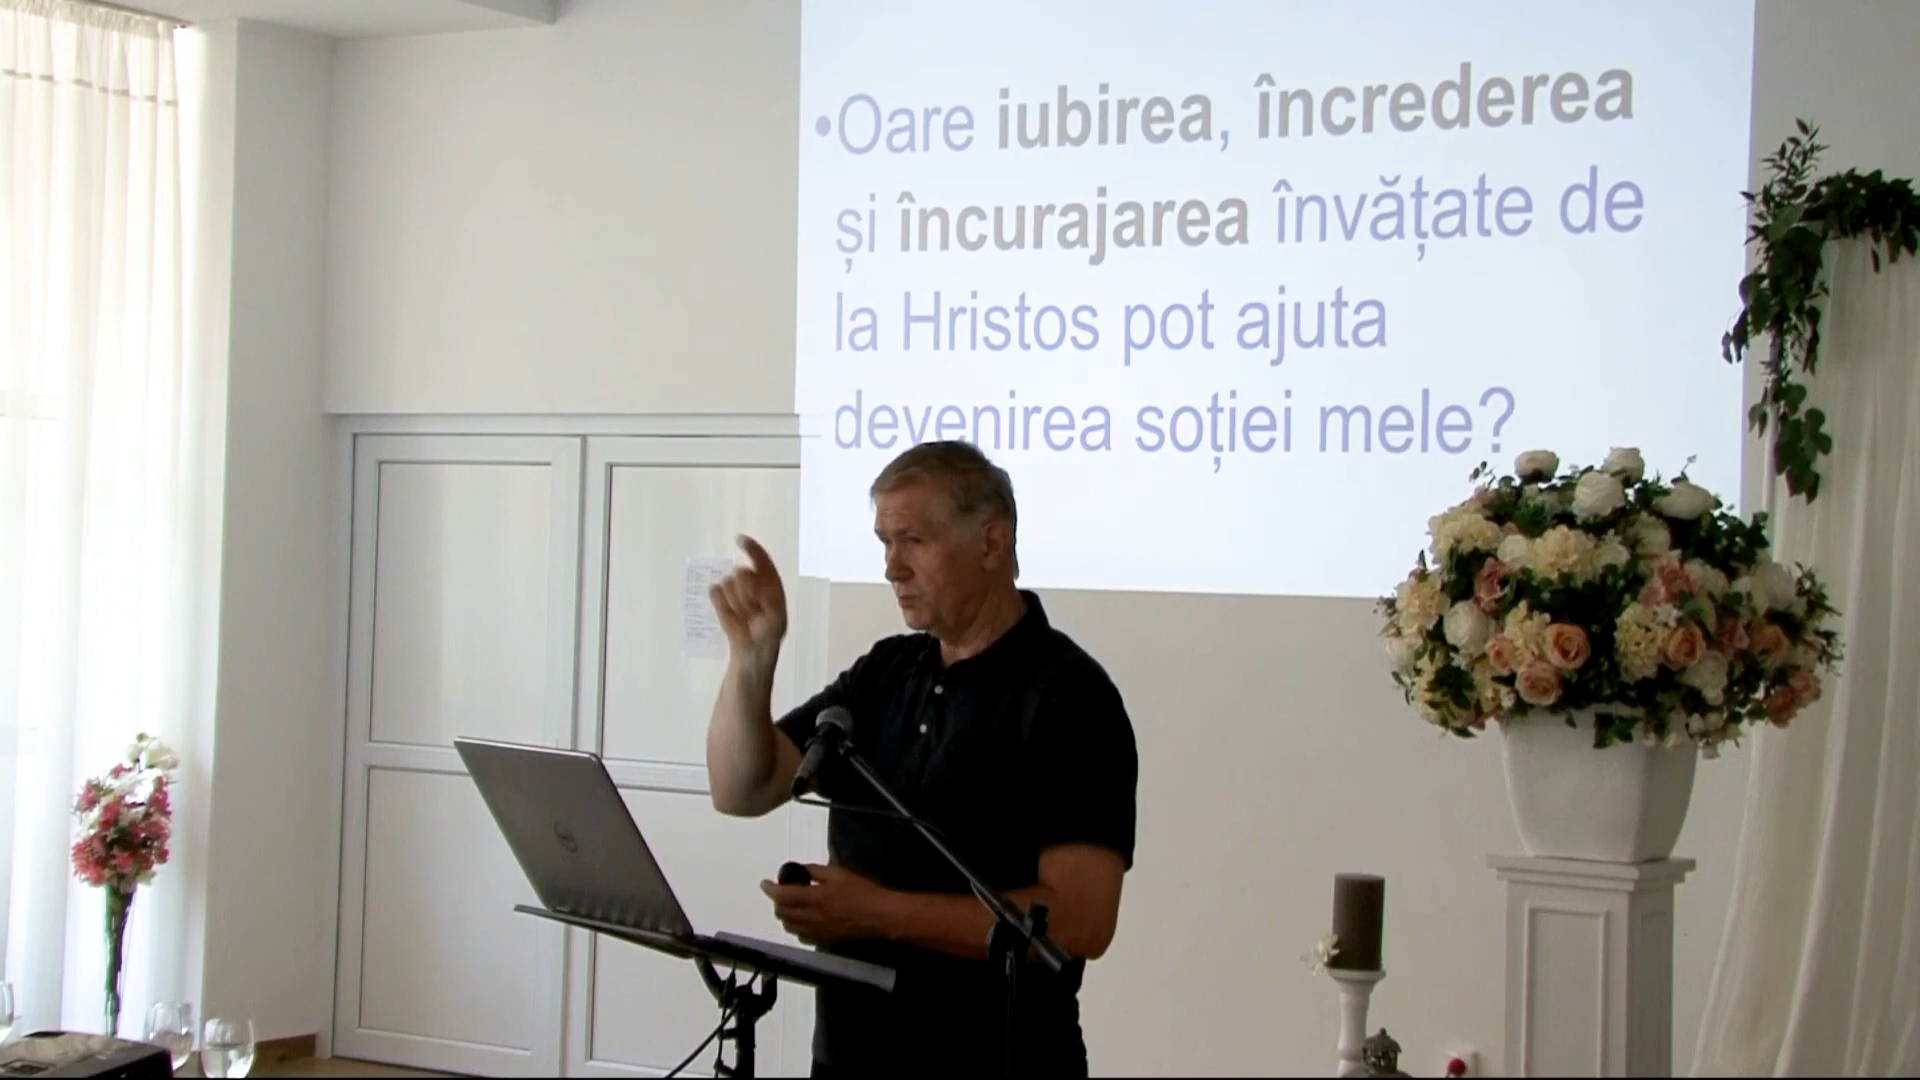 •Oare iubirea, încrederea
și încurajarea învățate de
la Hristos pot ajuta
devenirea soției mele?